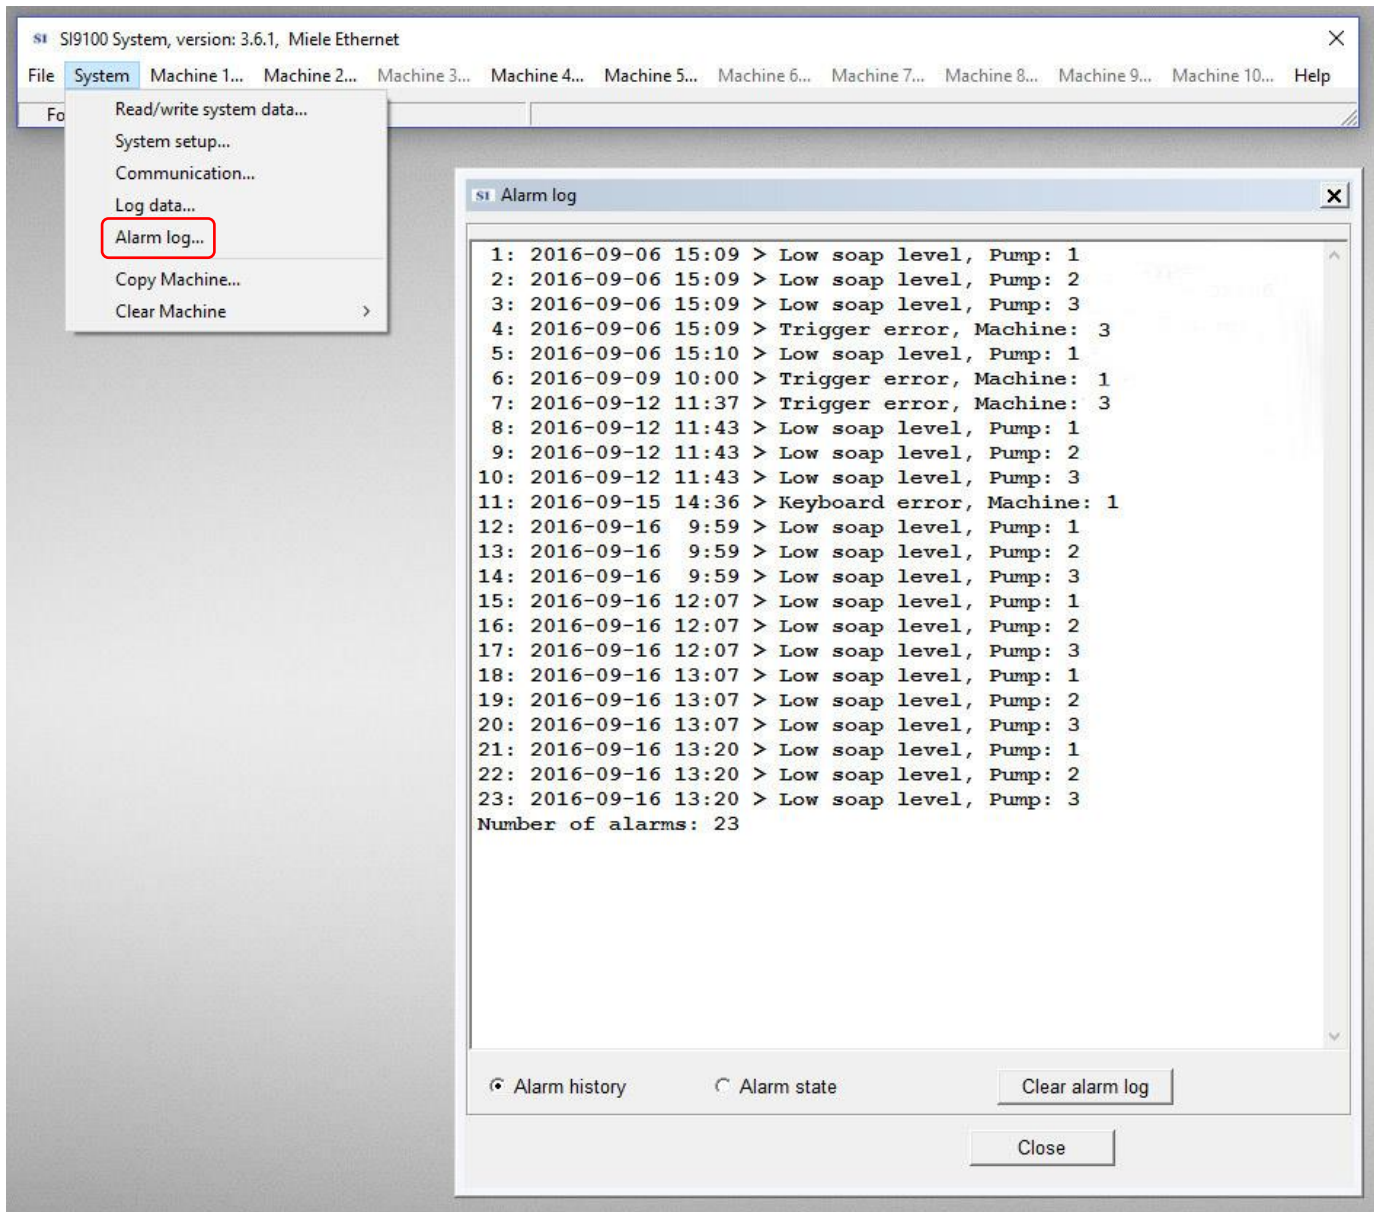 SI SI9100 System, version: 3.6.1, Miele Ethernet
File System Machine 1... Machine 2... Machine 3... Machine 4... Machine 5... Machine 6... Machine 7... Machine 8... Machine 9... Machine 10... Help
Fo
Read/write system data...
System setup...
Communication...
Log data...
Alarm log...
Copy Machine...
Clear Machine >
SI Alarm log
1: 2016-09-06 15:09 > Low soap level, Pump: 1
2: 2016-09-06 15:09 > Low soap level, Pump: 2
3: 2016-09-06 15:09 > Low soap level, Pump: 3
4: 2016-09-06 15:09 > Trigger error, Machine: 3
5: 2016-09-06 15:10 > Low soap level, Pump: 1
6: 2016-09-09 10:00 > Trigger error, Machine: 1
7: 2016-09-12 11:37 > Trigger error, Machine: 3
8: 2016-09-12 11:43 > Low soap level, Pump: 1
9: 2016-09-12 11:43 > Low soap level, Pump: 2
10: 2016-09-12 11:43 > Low soap level, Pump: 3
11: 2016-09-15 14:36 > Keyboard error, Machine: 1
12: 2016-09-16 9:59 > Low soap level, Pump: 1
13: 2016-09-16 9:59 > Low soap level, Pump: 2
14: 2016-09-16 9:59 > Low soap level, Pump: 3
15: 2016-09-16 12:07 > Low soap level, Pump: 1
16: 2016-09-16 12:07 > Low soap level, Pump: 2
17: 2016-09-16 12:07 > Low soap level, Pump: 3
18: 2016-09-16 13:07 > Low soap level, Pump: 1
19: 2016-09-16 13:07 > Low soap level, Pump: 2
20: 2016-09-16 13:07 > Low soap level, Pump: 3
21: 2016-09-16 13:20 > Low soap level, Pump: 1
22: 2016-09-16 13:20 > Low soap level, Pump: 2
23: 2016-09-16 13:20 > Low soap level, Pump: 3
Number of alarms: 23
Alarm history Alarm state Clear alarm log
Close